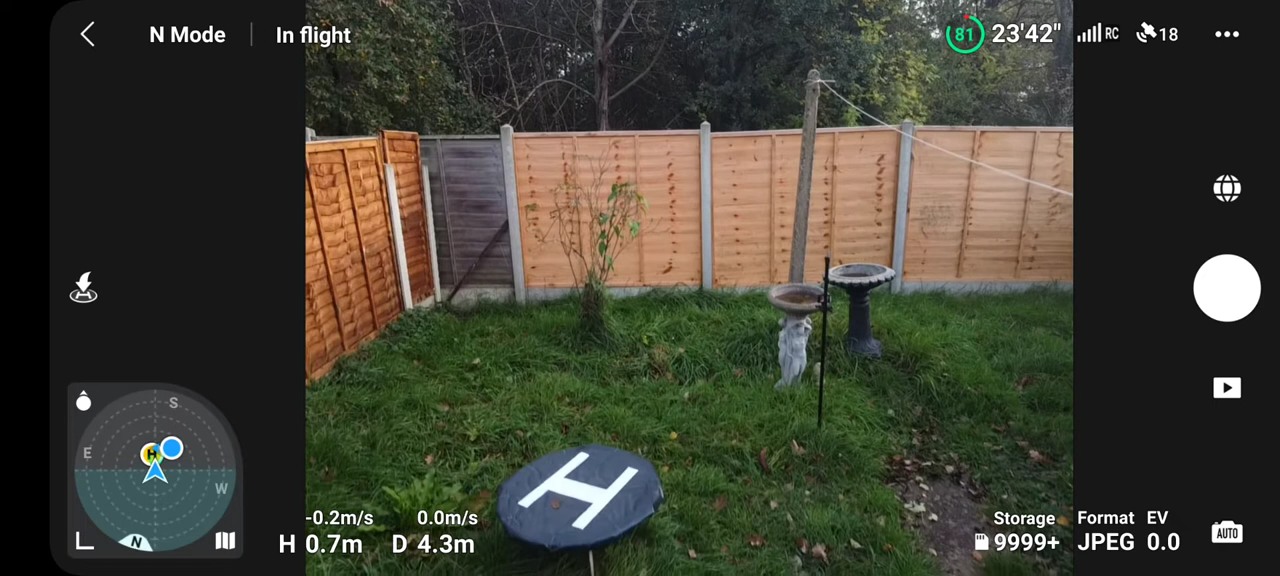 N Mode
In flight
81
23'42"
RC
18
S
E
H
W
N
-0.2m/s
0.0m/s
H 0.7m
D 4.3m
H
Storage
9999+
Format
JPEG
EV
0.0
AUTO